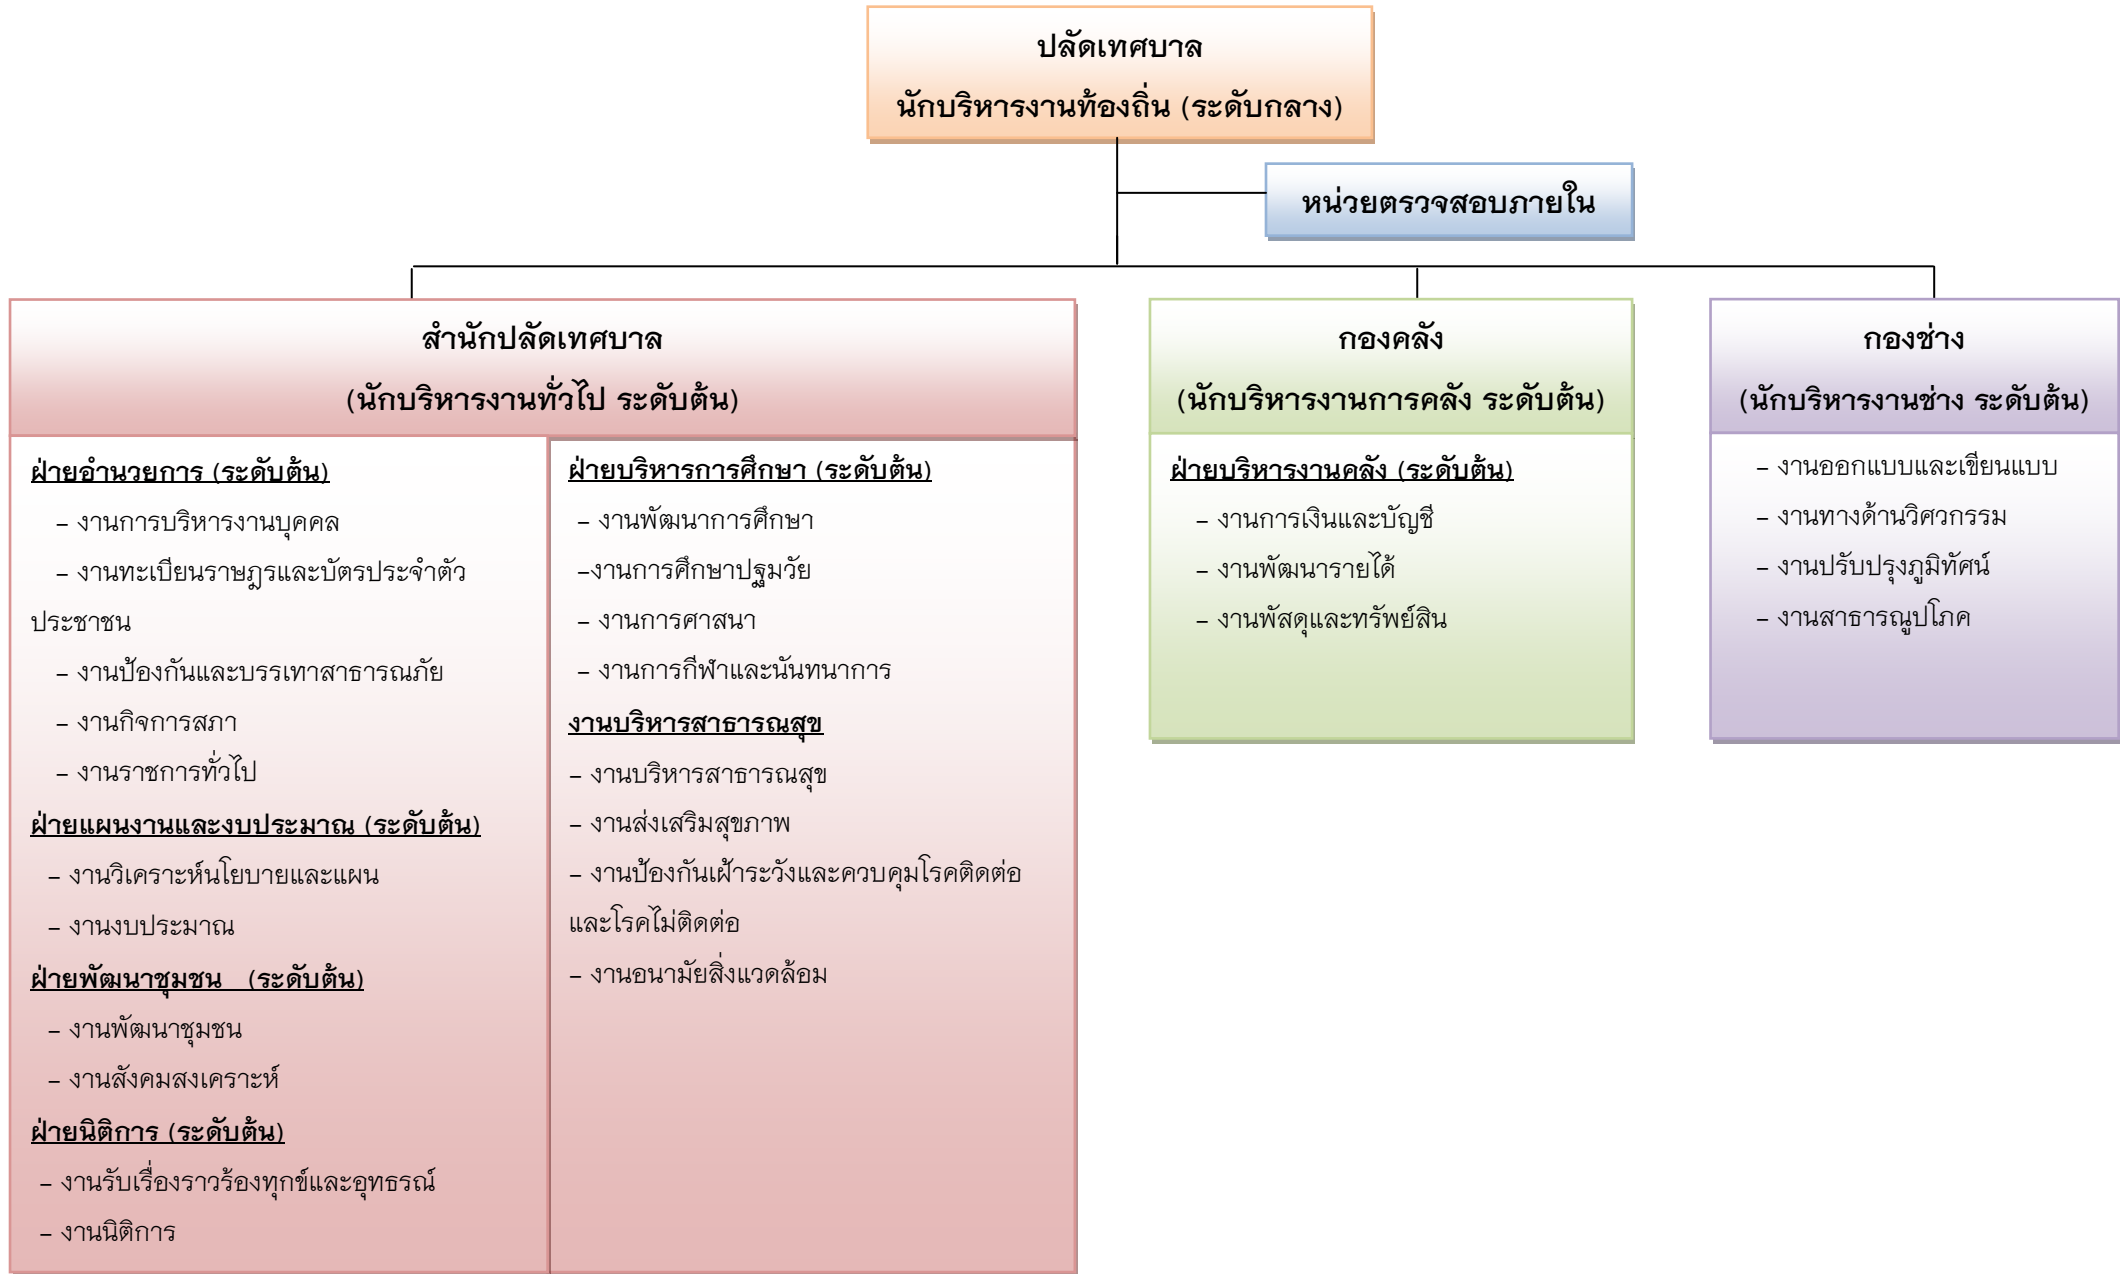 ปลัดเทศบาล
นักบริหารงานท้องถิ่น (ระดับกลาง)
หน่วยตรวจสอบภายใน
สำนักปลัดเทศบาล
(นักบริหารงานทั่วไป ระดับต้น)
ฝ่ายอำนวยการ (ระดับต้น)
– งานการบริหารงานบุคคล
– งานทะเบียนราษฎรและบัตรประจำตัว
ประชาชน
– งานป้องกันและบรรเทาสาธารณภัย
– งานกิจการสภา
– งานราชการทั่วไป
ฝ่ายแผนงานและงบประมาณ (ระดับต้น)
– งานวิเคราะห์นโยบายและแผน
– งานงบประมาณ
ฝ่ายพัฒนาชุมชน (ระดับต้น)
– งานพัฒนาชุมชน
– งานสังคมสงเคราะห์
ฝ่ายนิติการ (ระดับต้น)
– งานรับเรื่องราวร้องทุกข์และอุทธรณ์
– งานนิติการ
ฝ่ายบริหารการศึกษา (ระดับต้น)
– งานพัฒนาการศึกษา
–งานการศึกษาปฐมวัย
– งานการศาสนา
– งานการกีฬาและนันทนาการ
งานบริหารสาธารณสุข
– งานบริหารสาธารณสุข
– งานส่งเสริมสุขภาพ
– งานป้องกันเฝ้าระวังและควบคุมโรคติดต่อ
และโรคไม่ติดต่อ
– งานอนามัยสิ่งแวดล้อม
กองคลัง
(นักบริหารงานการคลัง ระดับต้น)
ฝ่ายบริหารงานคลัง (ระดับต้น)
– งานการเงินและบัญชี
– งานพัฒนารายได้
– งานพัสดุและทรัพย์สิน
กองช่าง
(นักบริหารงานช่าง ระดับต้น)
– งานออกแบบและเขียนแบบ
– งานทางด้านวิศวกรรม
– งานปรับปรุงภูมิทัศน์
– งานสาธารณูปโภค